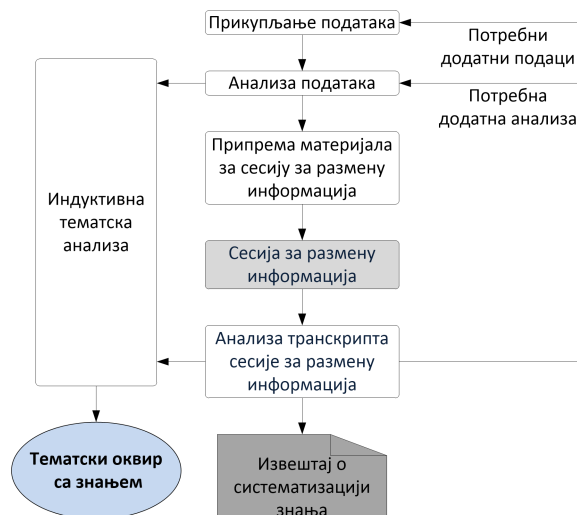 Прикупљање података
Потребни
додатни подаци
Анализа података
Потребна
додатна анализа
Припрема материјала
за сесију за размену
информација
Индуктивна
тематска
анализа
Сесија за размену
информација
Анализа транскрипта
сесије за размену
информација
Тематски оквир
са знањем
Извештај о
систематизацији
знања